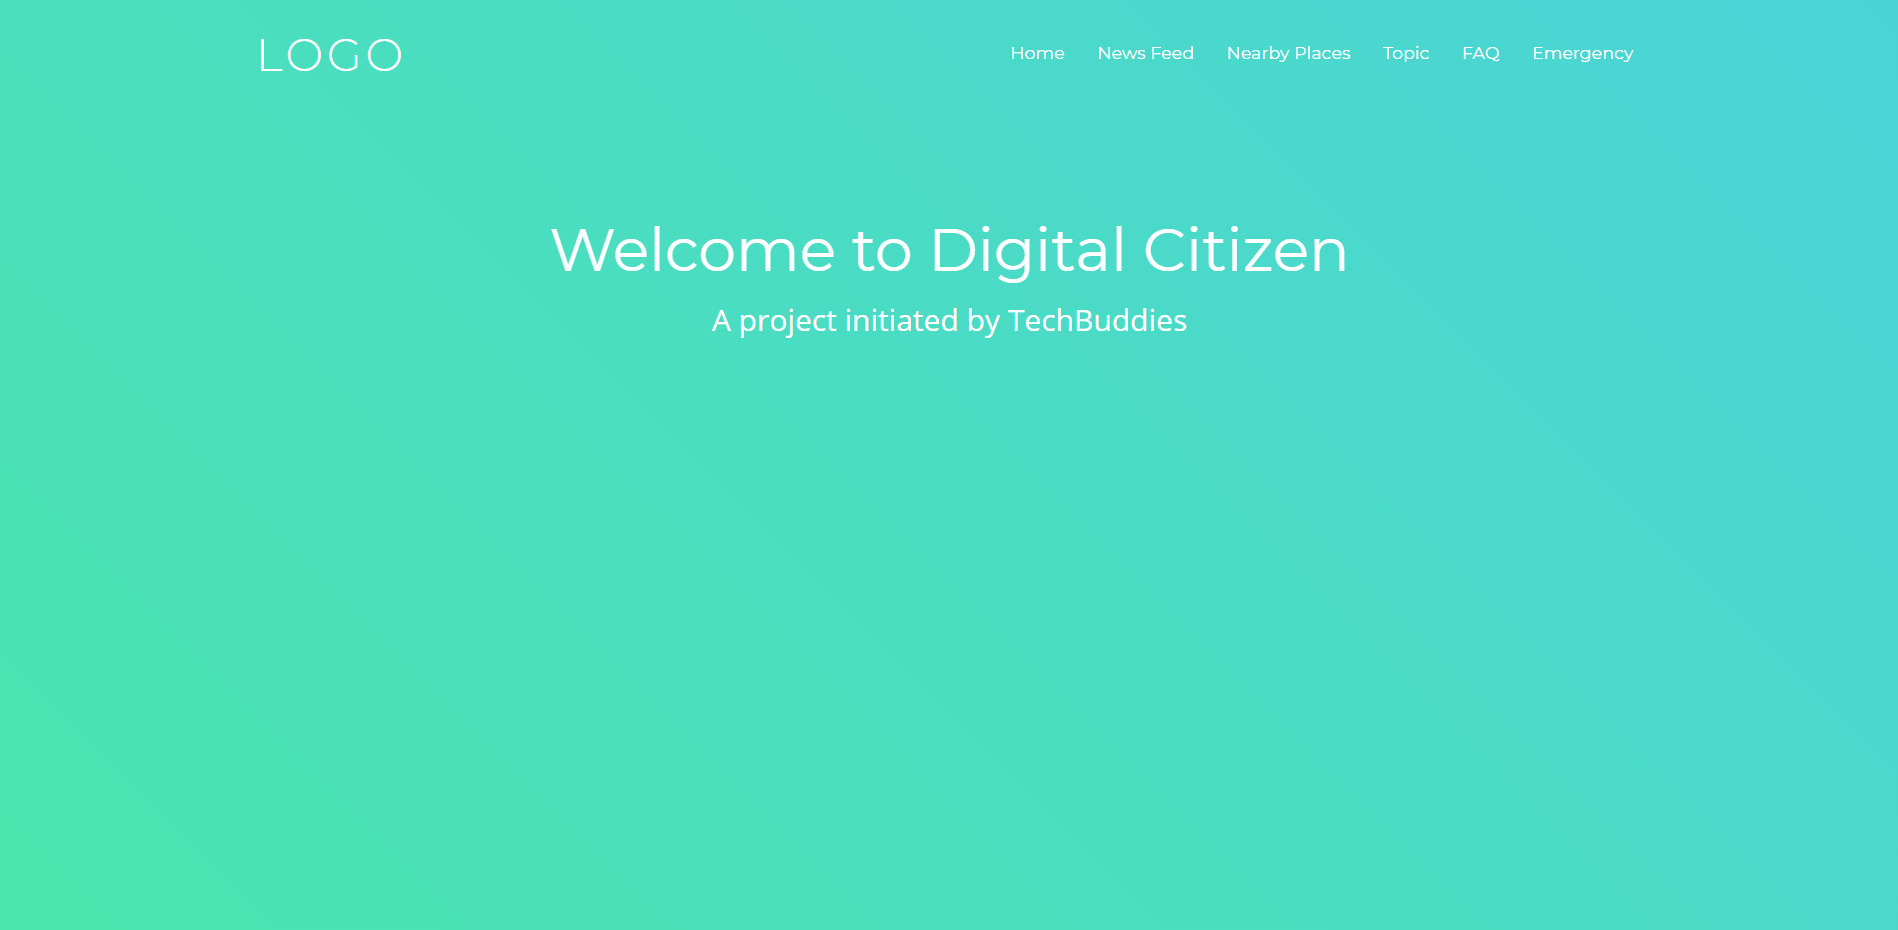 LOGO
Home News Feed Nearby Places Topic FAQ Emergency
Welcome to Digital Citizen
A project initiated by TechBuddies